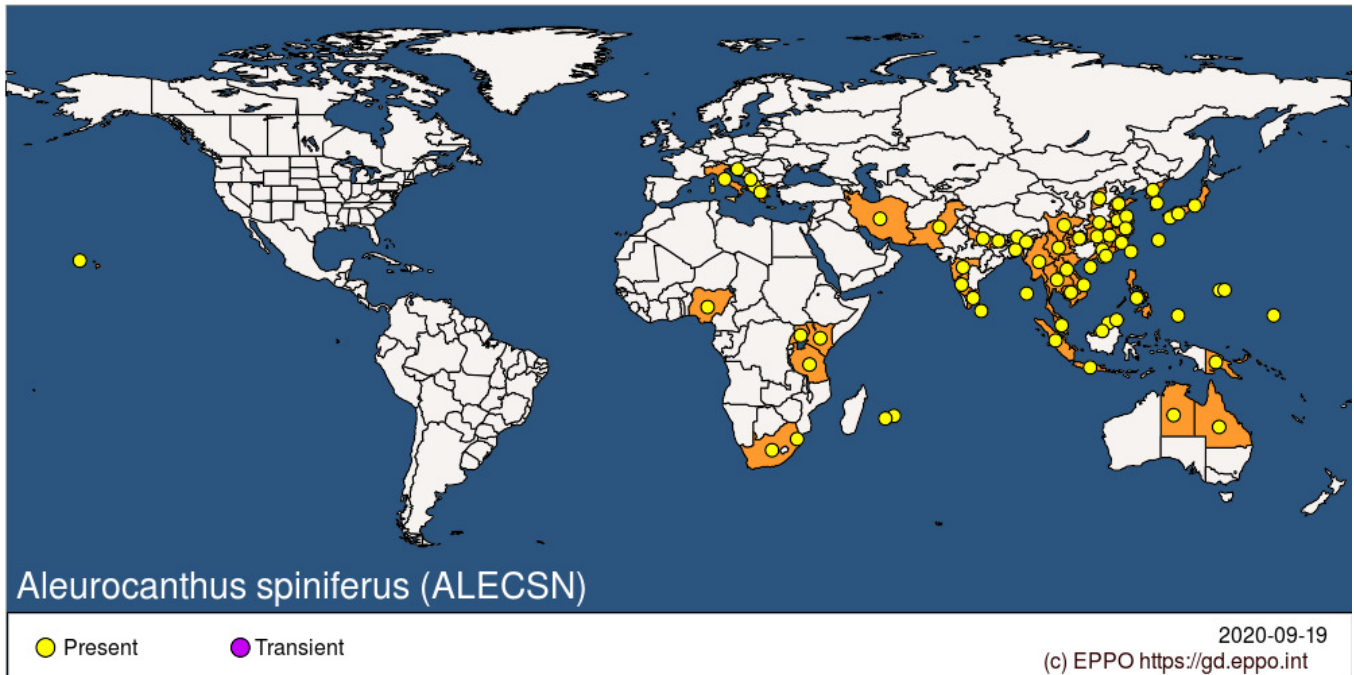 Aleurocanthus spiniferus (ALECSN)
Present
Transient
2020-09-19
(c) EPPO https://gd.eppo.int